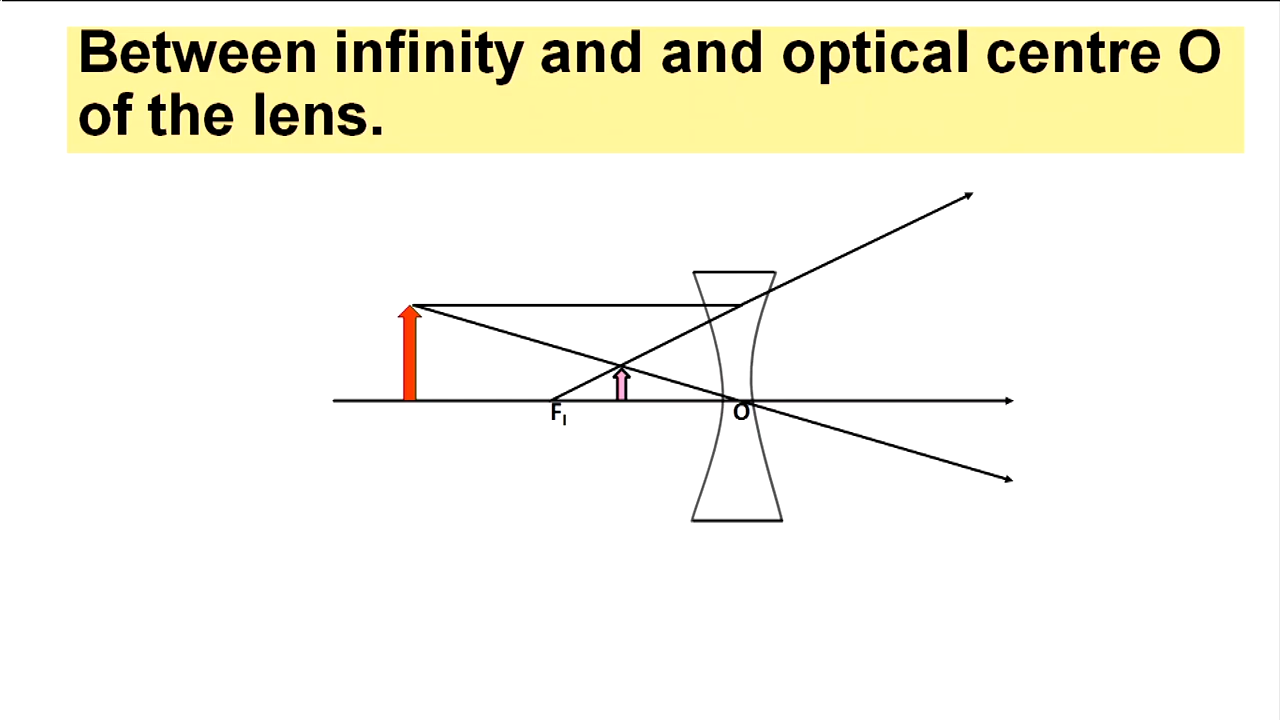 Between infinity and and optical centre O
of the lens.
F₁ O